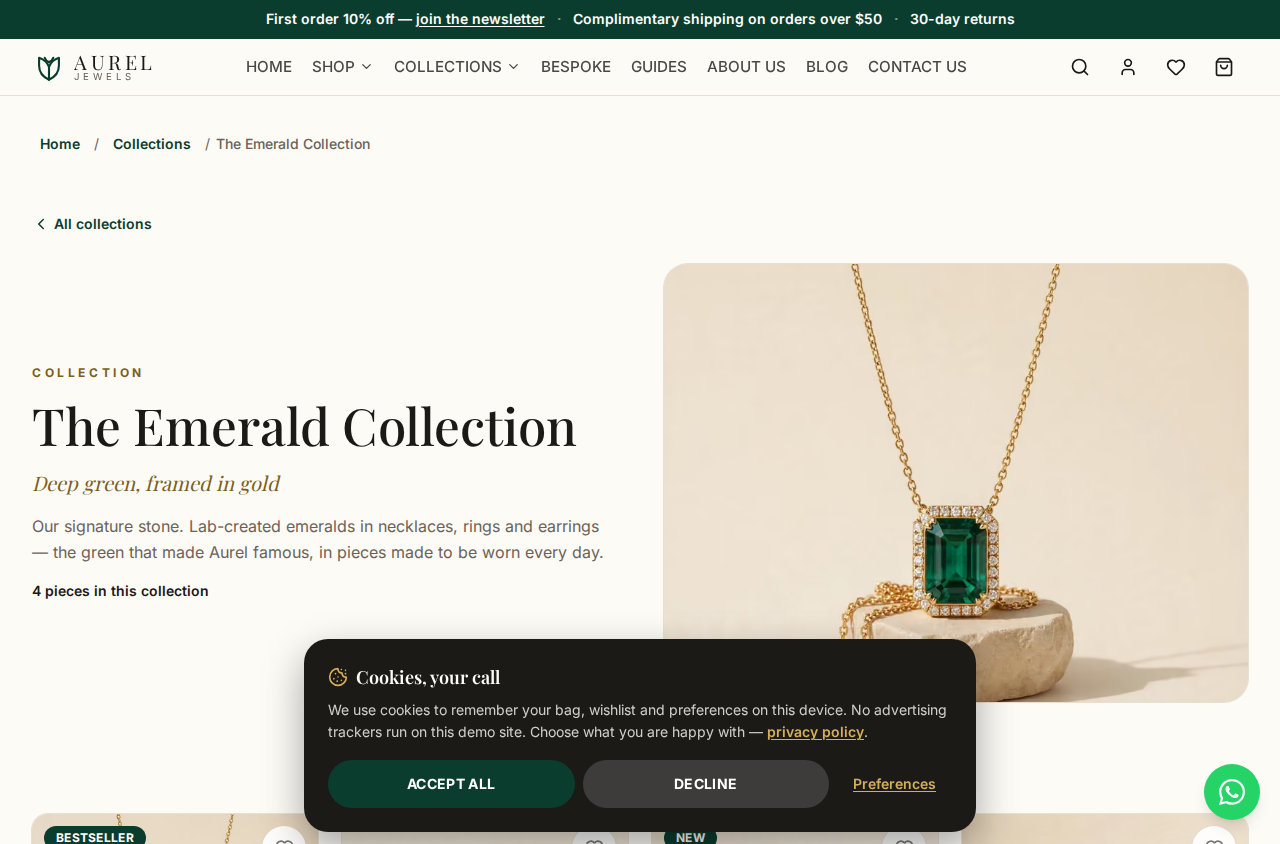 First order 10% off — join the newsletter · Complimentary shipping on orders over $50 · 30-day returns
AUREL
JEWELS
HOME SHOP COLLECTIONS BESPOKE GUIDES ABOUT US BLOG CONTACT US
Home / Collections / The Emerald Collection
All collections
COLLECTION
The Emerald Collection
Deep green, framed in gold
Our signature stone. Lab-created emeralds in necklaces, rings and earrings
— the green that made Aurel famous, in pieces made to be worn every day.
4 pieces in this collection
Cookies, your call
We use cookies to remember your bag, wishlist and preferences on this device. No advertising
trackers run on this demo site. Choose what you are happy with — privacy policy.
ACCEPT ALL DECLINE Preferences
BESTSELLER NEW